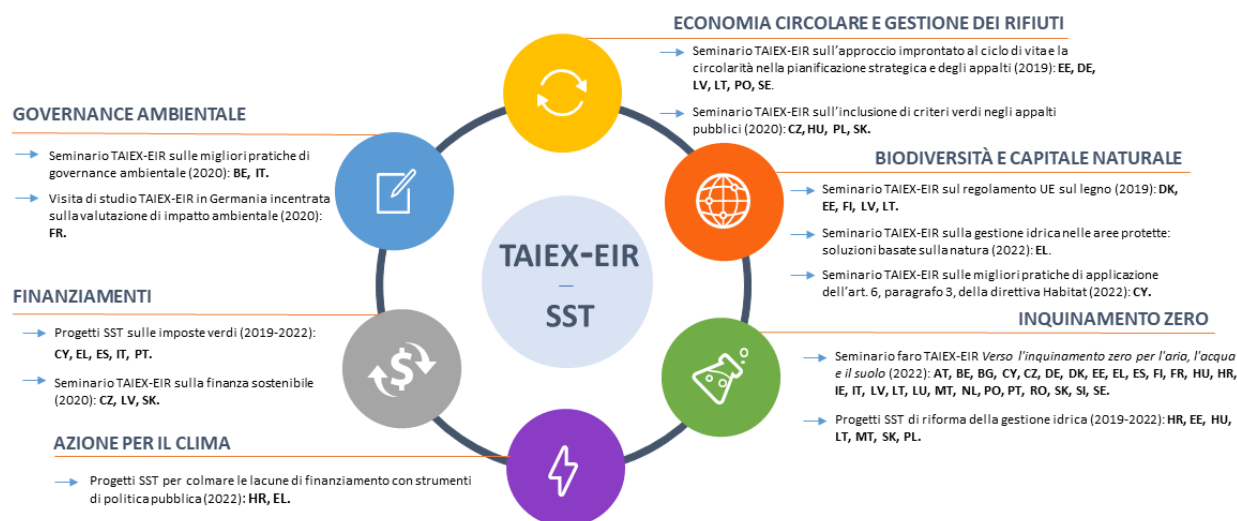 ECONOMIA CIRCOLARE E GESTIONE DEI RIFIUTI
Seminario TAIEX-EIR sull'approccio improntato al ciclo di vita e la
circolarità nella pianificazione strategica e degli appalti (2019): EE, DE,
LV, LT, PO, SE.
Seminario TAIEX-EIR sull'inclusione di criteri verdi negli appalti
pubblici (2020): CZ, HU, PL, SK.
GOVERNANCE AMBIENTALE
Seminario TAIEX-EIR sulle migliori pratiche di
governance ambientale (2020): BE, IT.
Visita di studio TAIEX-EIR in Germania incentrata
sulla valutazione di impatto ambientale (2020):
FR.
BIODIVERSITÀ E CAPITALE NATURALE
Seminario TAIEX-EIR sul regolamento UE sul legno (2019): DK,
EE, FI, LV, LT.
Seminario TAIEX-EIR sulla gestione idrica nelle aree protette:
soluzioni basate sulla natura (2022): EL.
Seminario TAIEX-EIR sulle migliori pratiche di applicazione
dell'art. 6, paragrafo 3, della direttiva Habitat (2022): CY.
TAIEX-EIR
—
SST
FINANZIAMENTI
Progetti SST sulle imposte verdi (2019-2022):
CY, EL, ES, IT, PT.
Seminario TAIEX-EIR sulla finanza sostenibile
(2020): CZ, LV, SK.
INQUINAMENTO ZERO
Seminario faro TAIEX-EIR Verso l'inquinamento zero per l'aria, l'acqua
e il suolo (2022): AT, BE, BG, CY, CZ, DE, DK, EE, EL, ES, FI, FR, HU, HR,
IE, IT, LV, LT, LU, MT, NL, PO, PT, RO, SK, SI, SE.
Progetti SST di riforma della gestione idrica (2019-2022): HR, EE, HU,
LT, MT, SK, PL.
AZIONE PER IL CLIMA
Progetti SST per colmare le lacune di finanziamento con strumenti
di politica pubblica (2022): HR, EL.